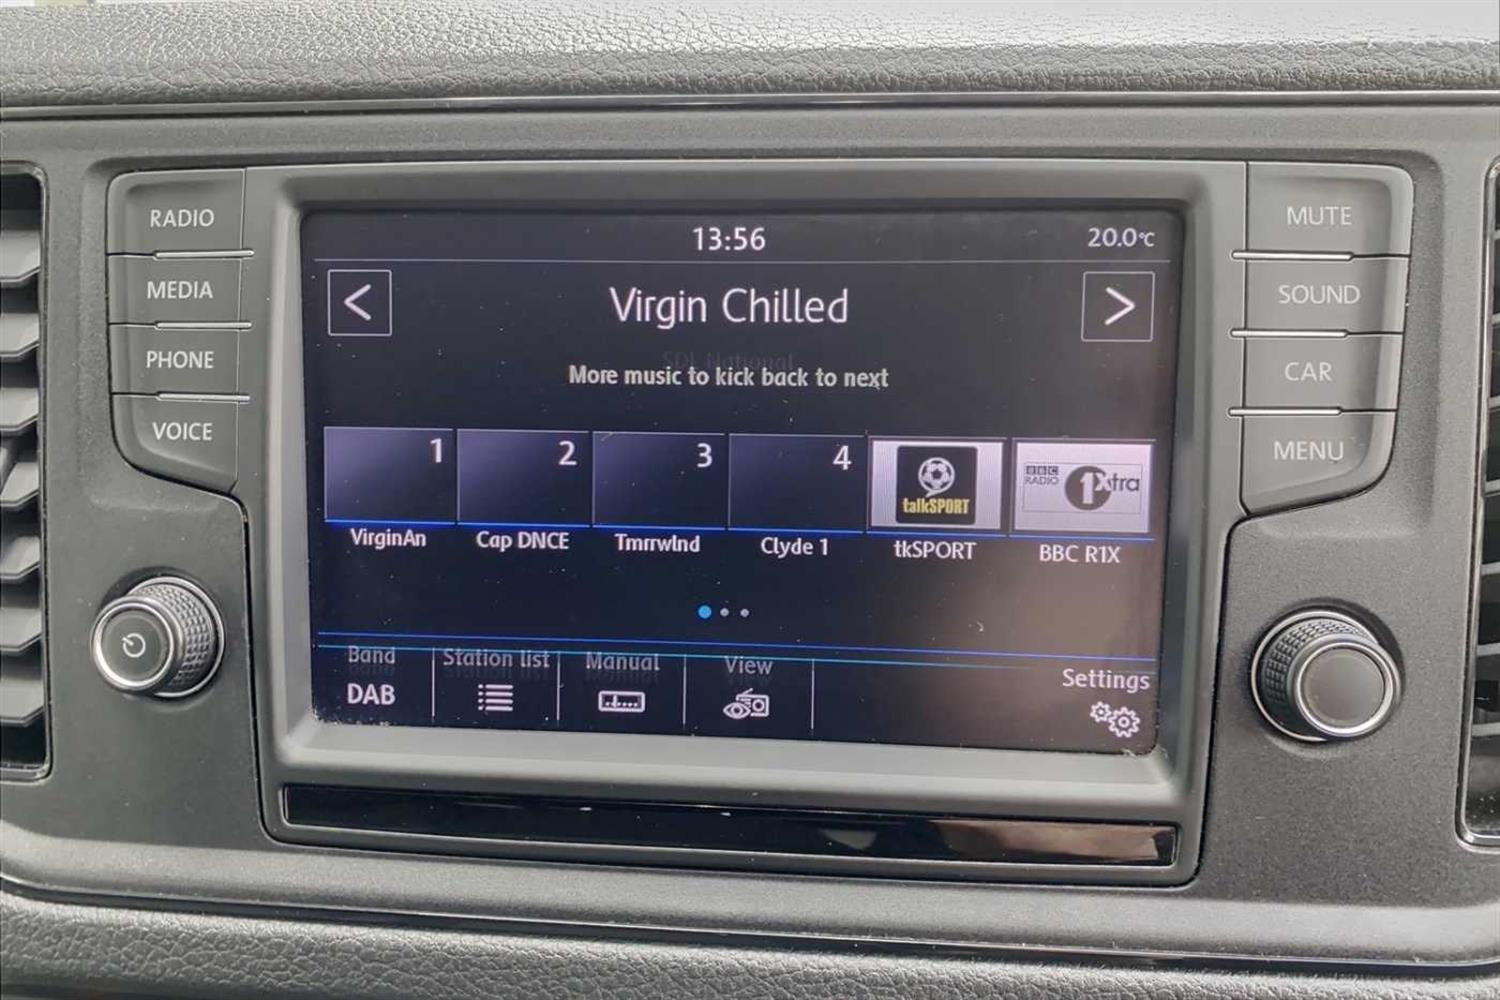 RADIO
MEDIA
PHONE
VOICE
13:56
20.0°C
<
Virgin Chilled
>
SDL National
More music to kick back to next
1
2
3
4
talkSPORT
BBC
RADIO
1Xtra
VirginAn
Cap DNCE
Tmrrwlnd
Clyde 1
tkSPORT
BBC R1X
Band
DAB
Station list
Manual
View
Settings
MUTE
SOUND
CAR
MENU